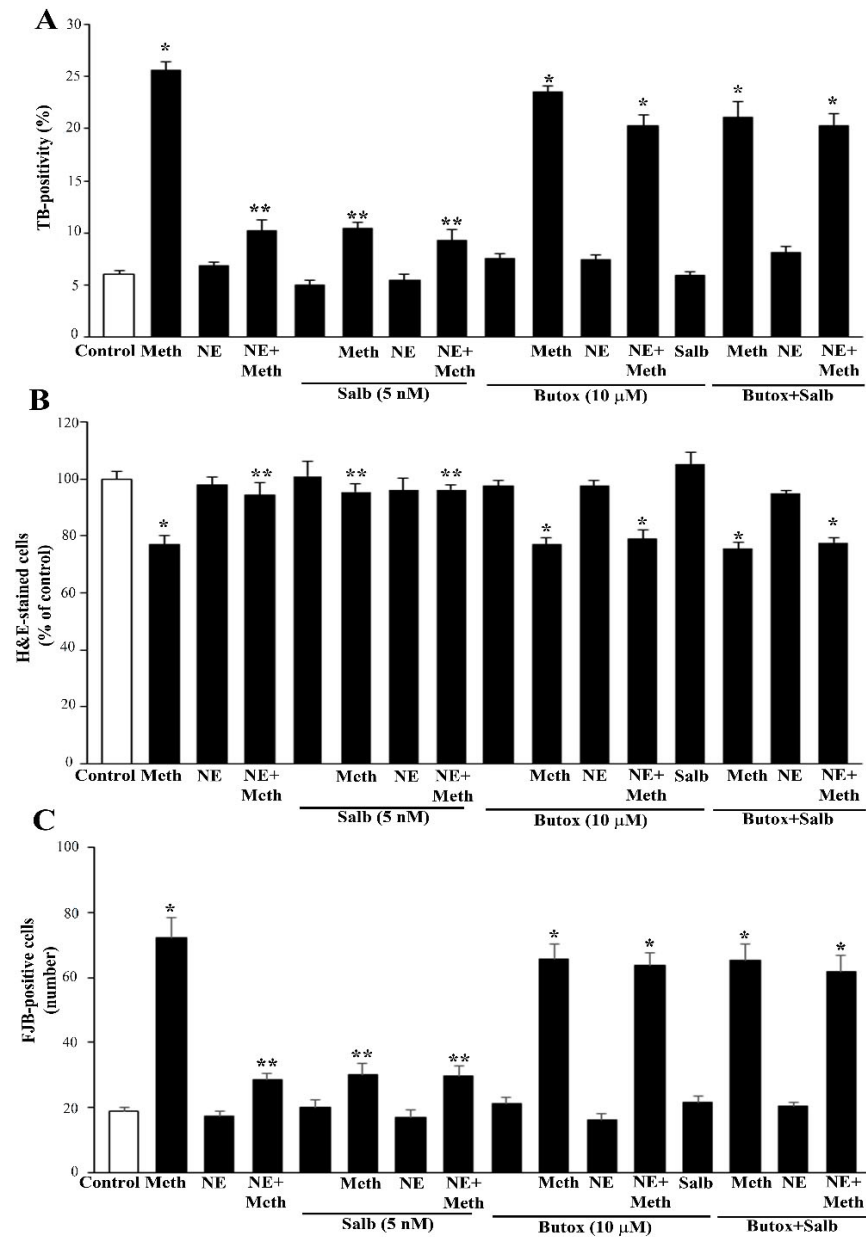 A
TB-positivity (%)
30
25
20
15
10
5
0
* ** ** ** * * * *
Control Meth NE NE+ Meth NE NE+ Meth NE NE+ Salb Meth NE NE+
Meth Meth Meth Meth
Salb (5 nM) Butox (10 μM) Butox+Salb
B
H&E-stained cells
(% of control)
120
100
80
60
40
20
0
* ** ** ** * * * *
Control Meth NE NE+ Meth NE NE+ Meth NE NE+ Salb Meth NE NE+
Meth Meth Meth Meth
Salb (5 nM) Butox (10 μM) Butox+Salb
C
FJB-positive cells
(number)
100
80
60
40
20
0
* ** ** ** * * * *
Control Meth NE NE+ Meth NE NE+ Meth NE NE+ Salb Meth NE NE+
Meth Meth Meth Meth
Salb (5 nM) Butox (10 μM) Butox+Salb